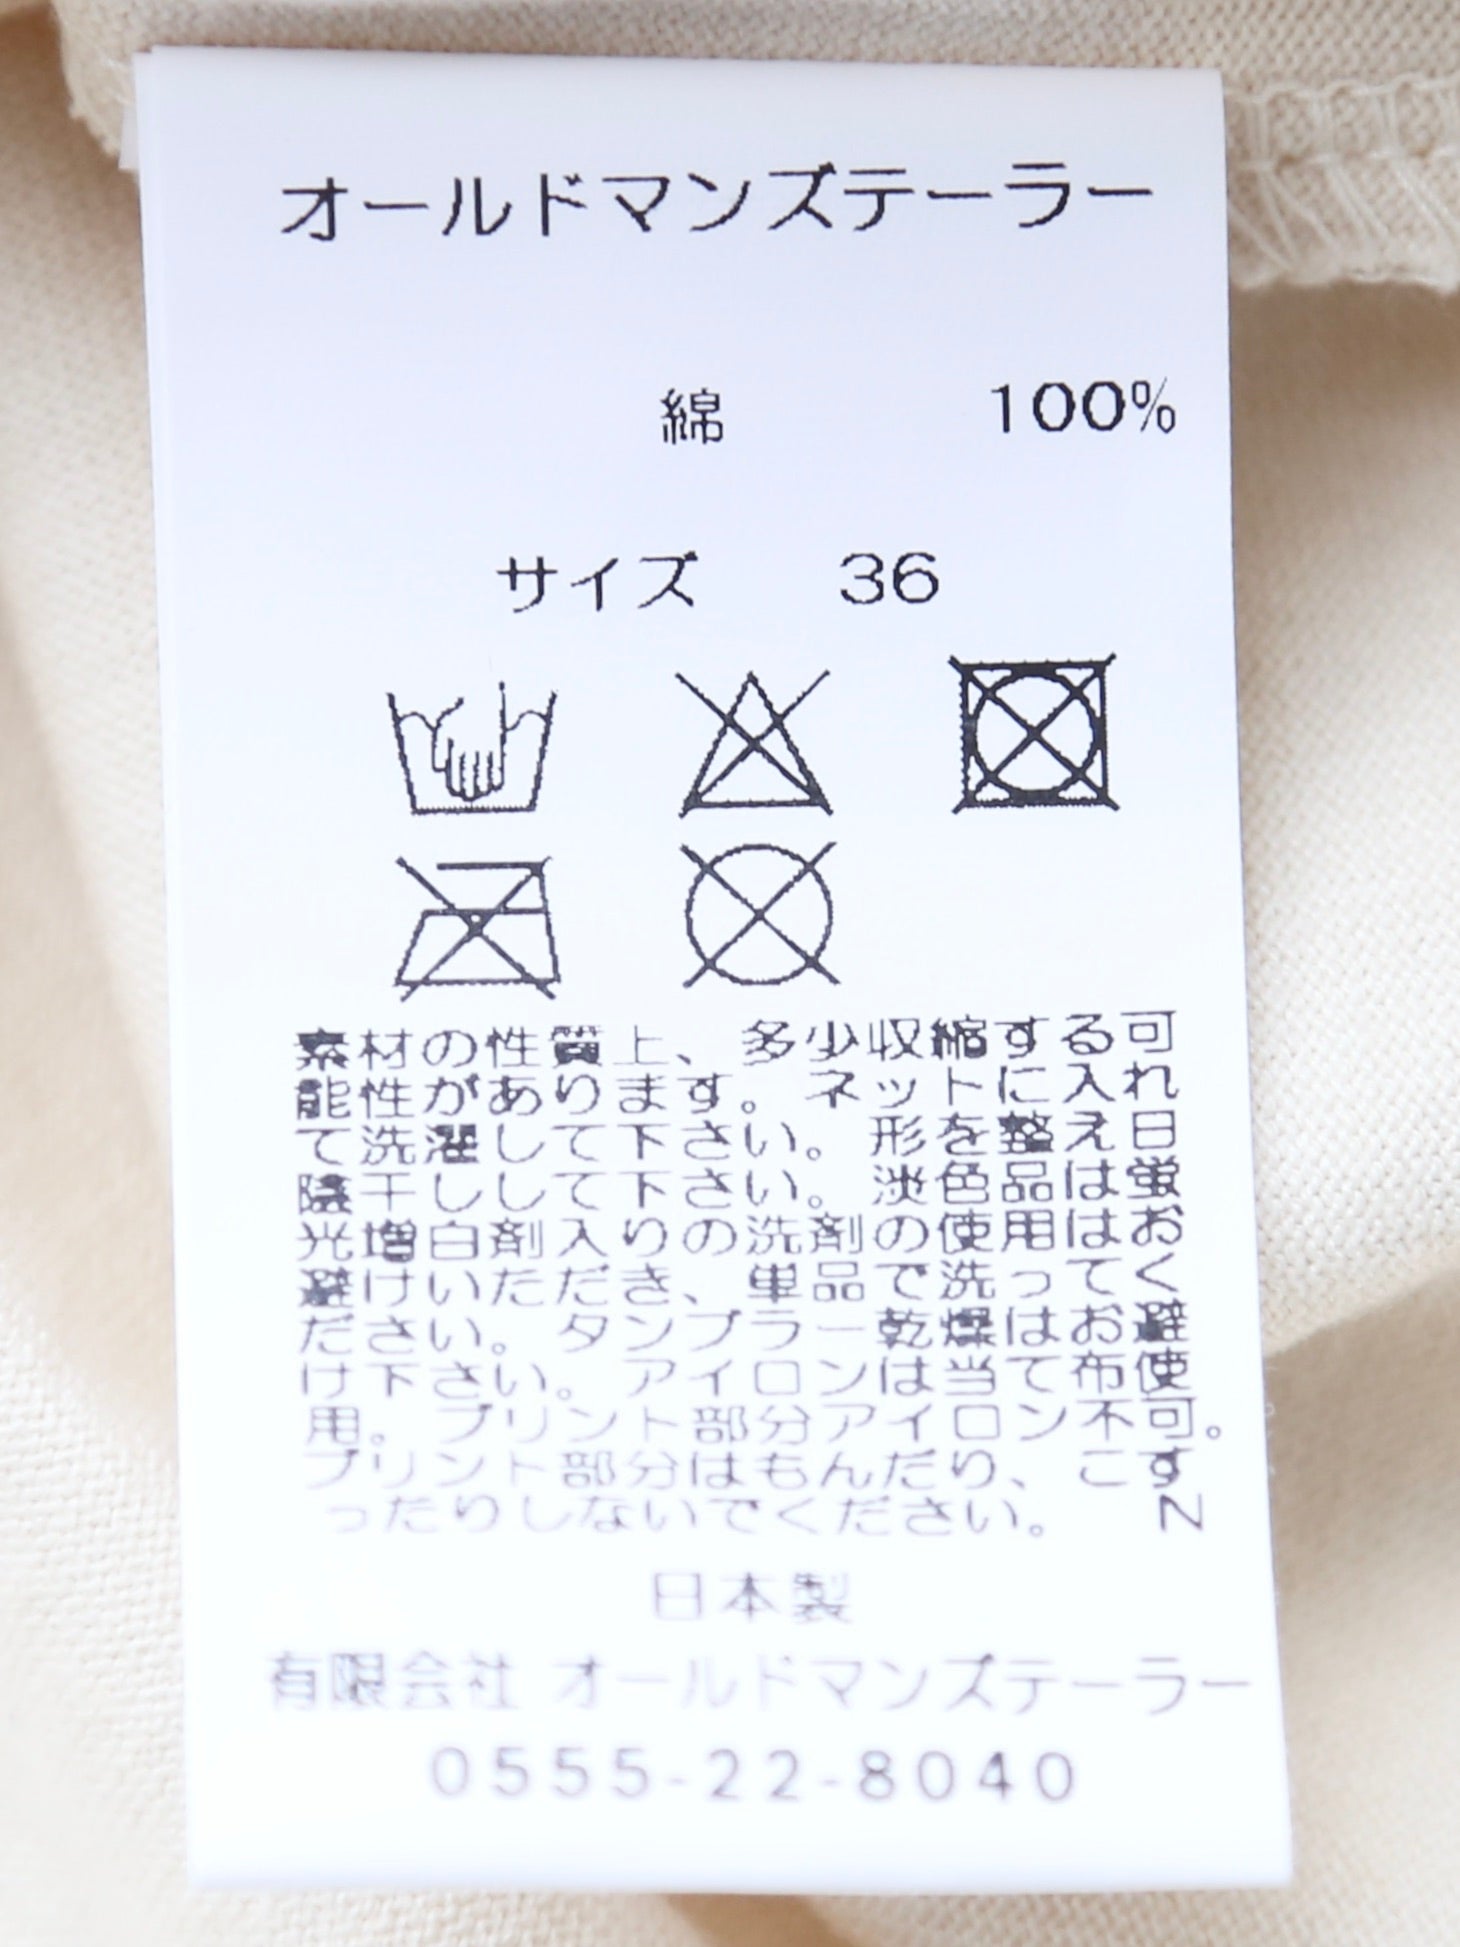 オールドマンズテーラー
綿 100%
サイズ 36
素材の性質上、多少収縮する可
能性があります。ネットに入れ
て洗濯して下さい。形を整え日
陰干しして下さい。淡色品は蛍
光増白剤入りの洗剤の使用はお
避けいただき、単品で洗ってく
ださい。タンブラー乾燥はお避
け下さい。アイロンは当て布使
用。プリント部分アイロン不可。
プリント部分はもんだり、こす
ったりしないでください。 N
日本製
有限会社 オールドマンズテーラー
0555-22-8040